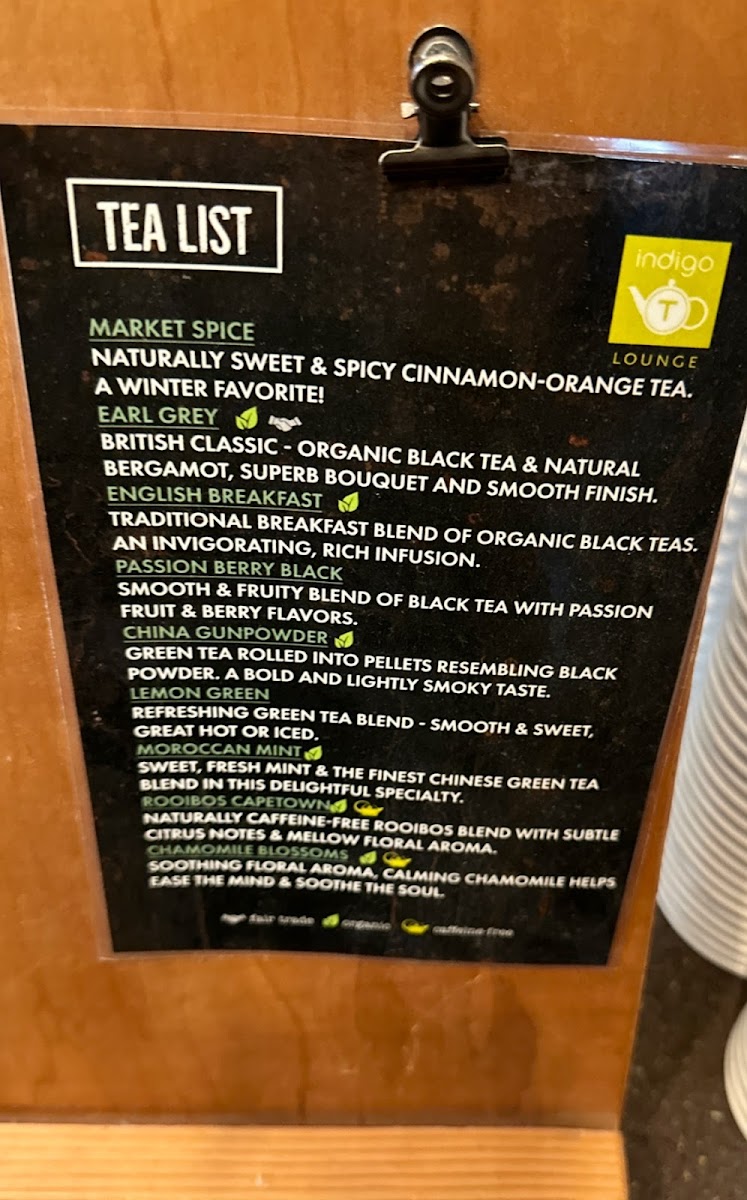 TEA LIST
indigo
T
LOUNGE
MARKET SPICE
NATURALLY SWEET & SPICY CINNAMON-ORANGE TEA.
A WINTER FAVORITE!
EARL GREY
BRITISH CLASSIC - ORGANIC BLACK TEA & NATURAL
BERGAMOT, SUPERB BOUQUET AND SMOOTH FINISH.
ENGLISH BREAKFAST
TRADITIONAL BREAKFAST BLEND OF ORGANIC BLACK TEAS.
AN INVIGORATING, RICH INFUSION.
PASSION BERRY BLACK
SMOOTH & FRUITY BLEND OF BLACK TEA WITH PASSION
FRUIT & BERRY FLAVORS.
CHINA GUNPOWDER
GREEN TEA ROLLED INTO PELLETS RESEMBLING BLACK
POWDER. A BOLD AND LIGHTLY SMOKY TASTE.
LEMON GREEN
REFRESHING GREEN TEA BLEND - SMOOTH & SWEET,
GREAT HOT OR ICED.
MOROCCAN MINT
SWEET, FRESH MINT & THE FINEST CHINESE GREEN TEA
BLEND IN THIS DELIGHTFUL SPECIALTY.
ROOIBOS CAPETOWN
NATURALLY CAFFEINE-FREE ROOIBOS BLEND WITH SUBTLE
CITRUS NOTES & MELLOW FLORAL AROMA.
CHAMOMILE BLOSSOMS
SOOTHING FLORAL AROMA, CALMING CHAMOMILE HELPS
EASE THE MIND & SOOTHE THE SOUL.
fair trade organic caffeine-free